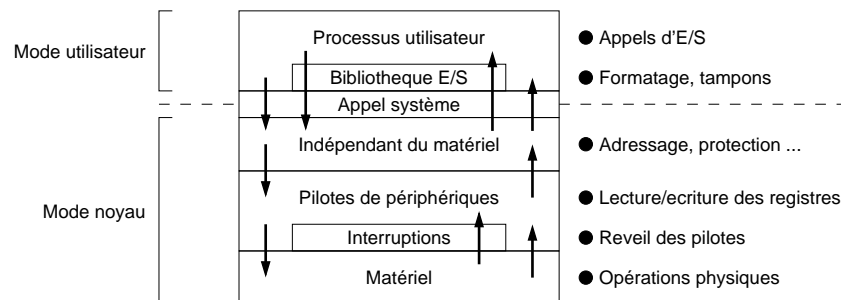 Processus utilisateur
● Appels d'E/S
Mode utilisateur
Bibliotheque E/S
● Formatage, tampons
Appel système
Indépendant du matériel
● Adressage, protection ...
Pilotes de périphériques
● Lecture/ecriture des registres
Mode noyau
Interruptions
● Reveil des pilotes
Matériel
● Opérations physiques